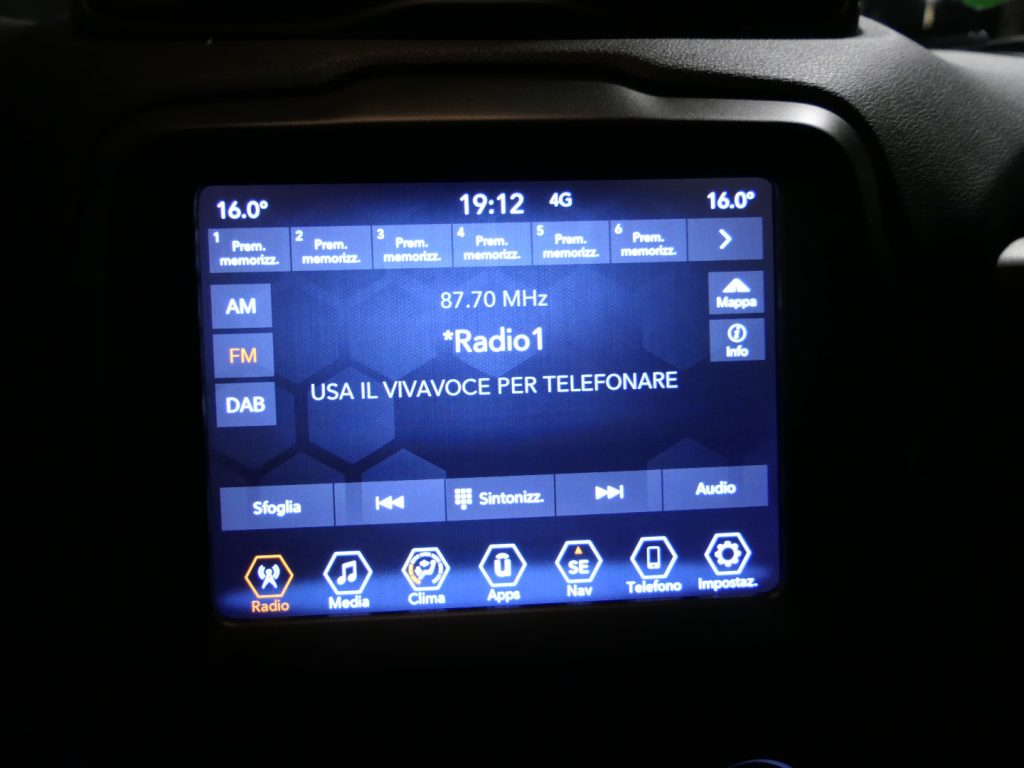 16.0° 19:12 4G 16.0°
1 Prem. memorizz. 2 Prem. memorizz. 3 Prem. memorizz. 4 Prem. memorizz. 5 Prem. memorizz. 6 Prem. memorizz.
AM
FM
DAB
87.70 MHz
*Radio1
USA IL VIVAVOCE PER TELEFONARE
Mappa
Info
Sfoglia Sintonizz. Audio
ü SE
Radio Media Clima Apps Nav Telefono Impostaz.